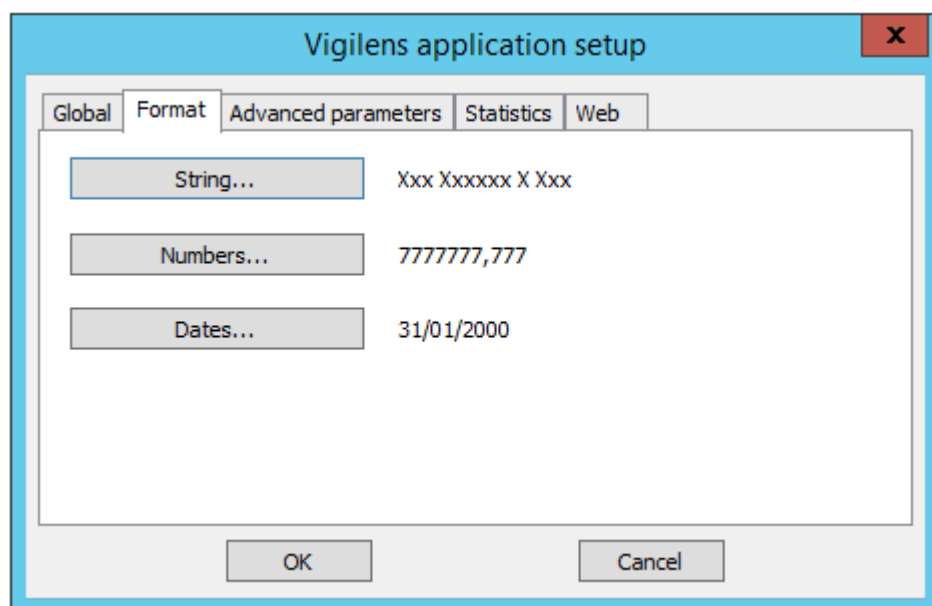 Vigilens application setup
x
Global Format Advanced parameters Statistics Web
String... Xxx Xxxxxx X Xxx
Numbers... 7777777,777
Dates... 31/01/2000
OK Cancel